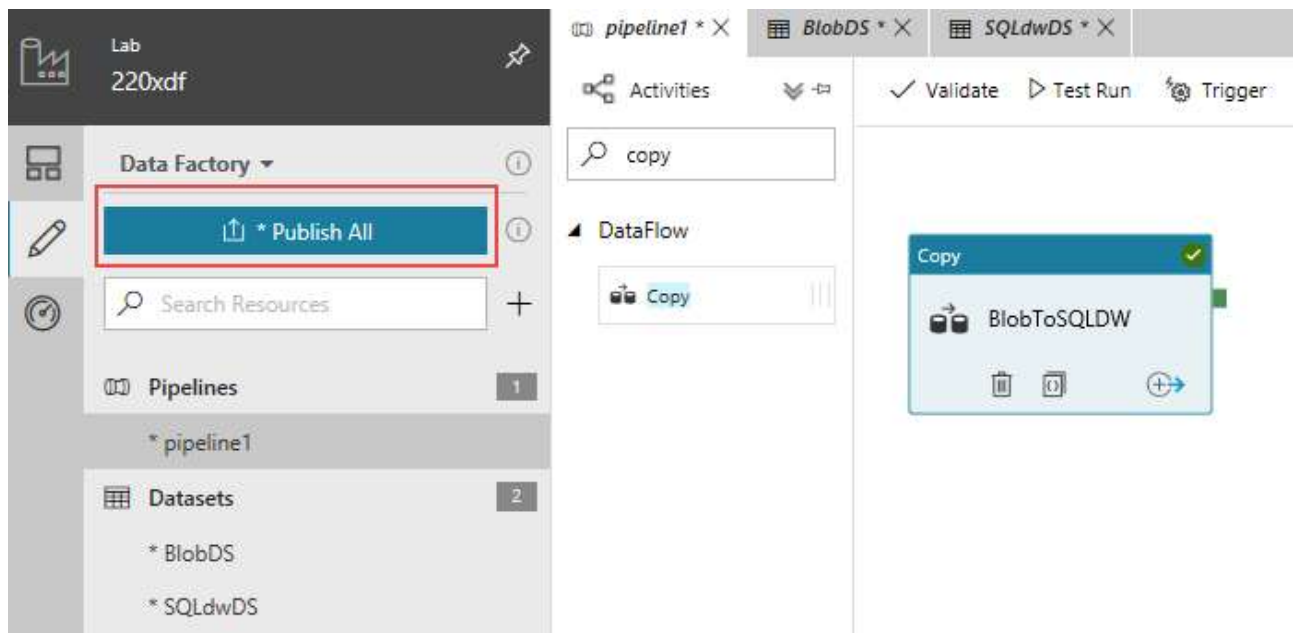 Lab
220xdf
Data Factory
* Publish All
Search Resources
Pipelines 1
* pipeline1
Datasets 2
* BlobDS
* SQLdwDS
pipeline1 *
BlobDS *
SQLdwDS *
Activities
Validate
Test Run
Trigger
copy
DataFlow
Copy
Copy
BlobToSQLDW